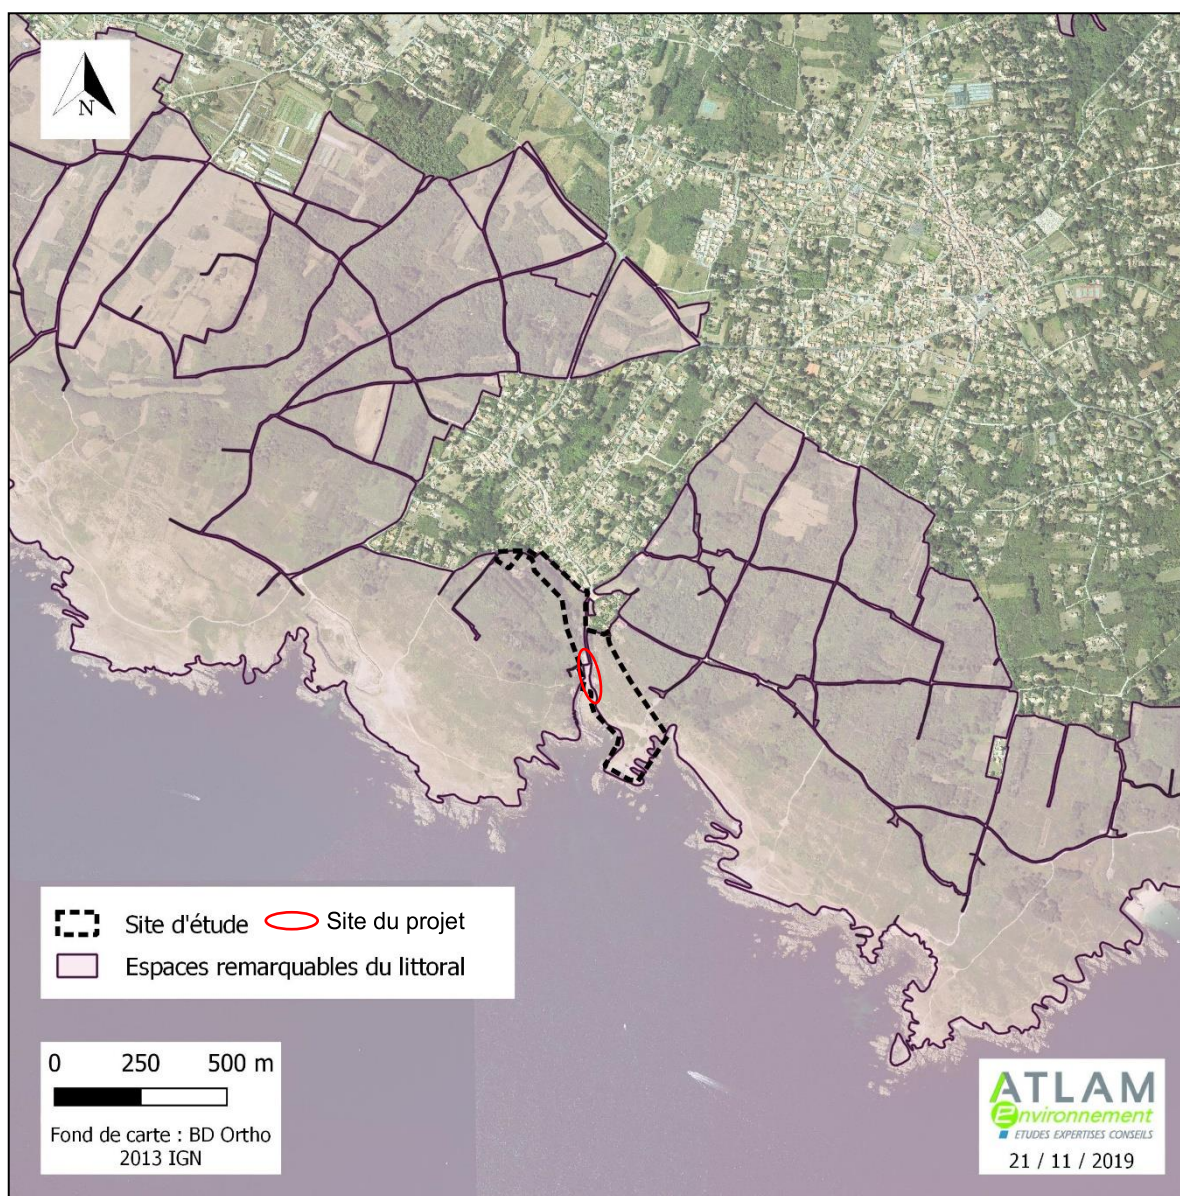 N
Site d'étude
Site du projet
Espaces remarquables du littoral
0 250 500 m
Fond de carte : BD Ortho
2013 IGN
ATLAM
environnement
ETUDES EXPERTISES CONSEILS
21 / 11 / 2019